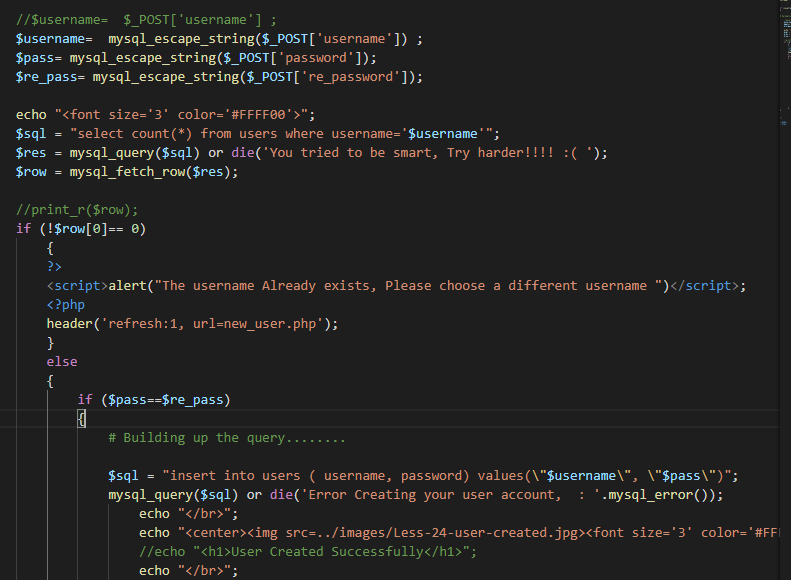 //$username=  $_POST['username'] ;
$username=  mysql_escape_string($_POST['username']) ;
$pass= mysql_escape_string($_POST['password']);
$re_pass= mysql_escape_string($_POST['re_password']);
echo "<font size='3' color='#FFFF00'>";
$sql = "select count(*) from users where username='$username'";
$res = mysql_query($sql) or die('You tried to be smart, Try harder!!!! :( ');
$row = mysql_fetch_row($res);
//print_r($row);
if (!$row[0]== 0)
{
?>
<script>alert("The username Already exists, Please choose a different username ")</script>;
<?php
header('refresh:1, url=new_user.php');
}
else
{
if ($pass==$re_pass)
{
# Building up the query........
$sql = "insert into users ( username, password) values(\"$username\", \"$pass\")";
mysql_query($sql) or die('Error Creating your user account,  : '.mysql_error());
echo "</br>";
echo "<center><img src=../images/Less-24-user-created.jpg><font size='3' color='#FF
//echo "<h1>User Created Successfully</h1>";
echo "</br>";